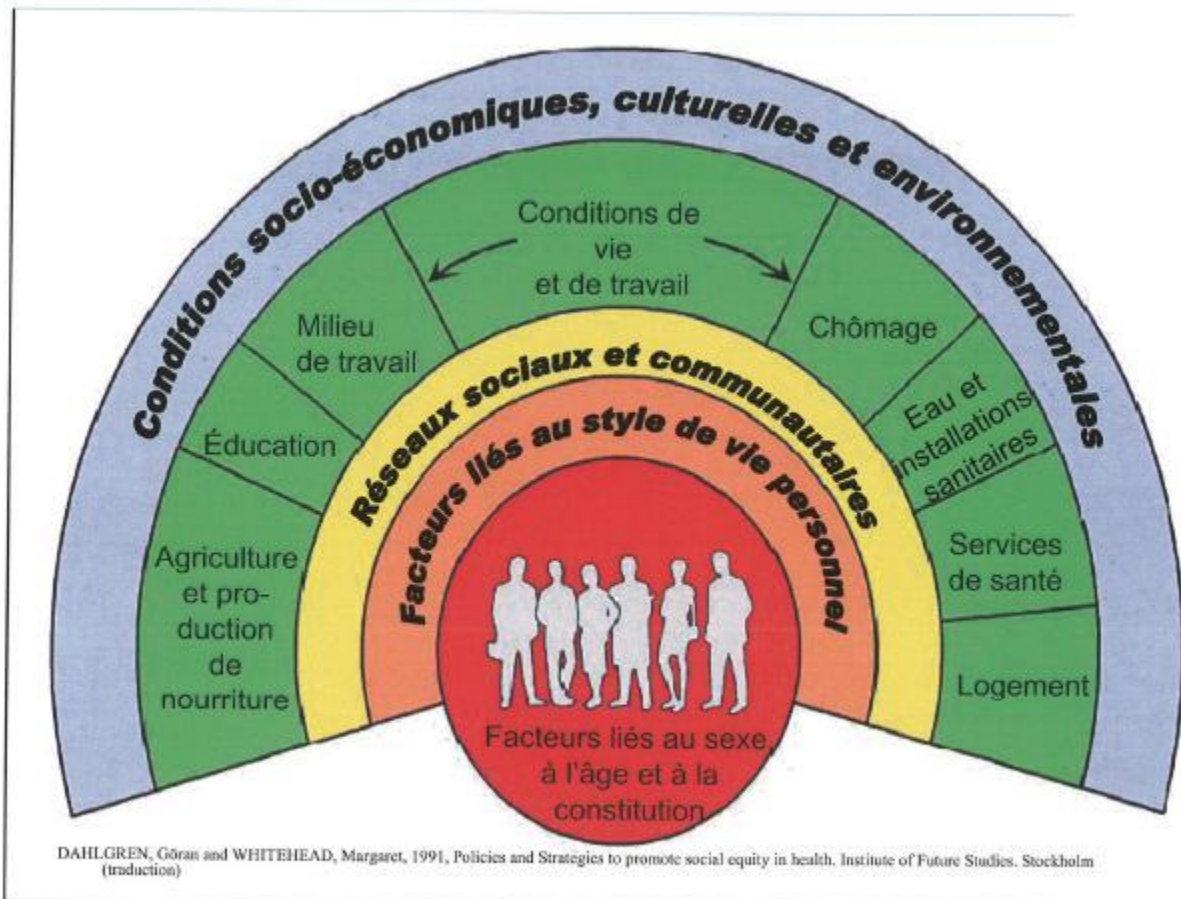 Conditions socio-économiques, culturelles et environnementales
Conditions de
vie
et de travail
Milieu
de travail
Chômage
Éducation
Eau et
installations
sanitaires
Agriculture
et pro-
duction
de
nourriture
Services
de santé
Logement
Réseaux sociaux et communautaires
Facteurs liés au style de vie personnel
Facteurs liés au sexe,
à l'âge et à la
constitution
DAHLGREN, Göran and WHITEHEAD, Margaret, 1991, Policies and Strategies to promote social equity in health. Institute of Future Studies. Stockholm
(traduction)